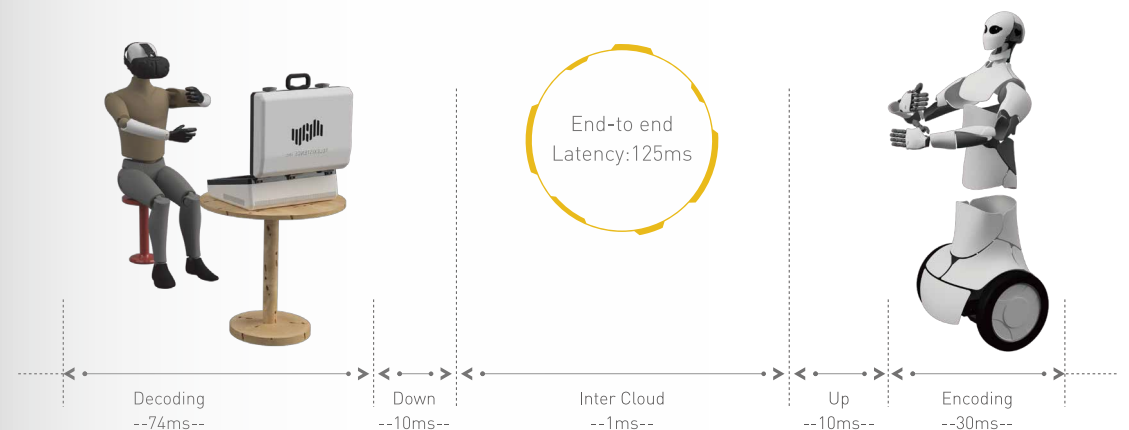 End-to end
Latency:125ms
Decoding
--74ms--
Down
--10ms--
Inter Cloud
--1ms--
Up
--10ms--
Encoding
--30ms--